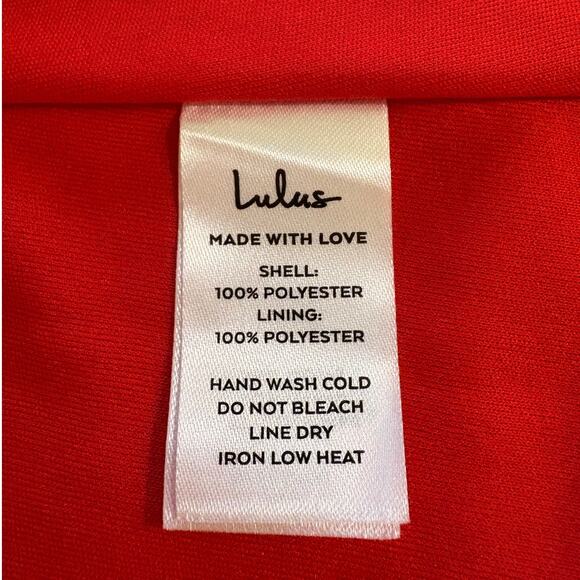 Lulus
MADE WITH LOVE
SHELL:
100% POLYESTER
LINING:
100% POLYESTER
HAND WASH COLD
DO NOT BLEACH
LINE DRY
IRON LOW HEAT